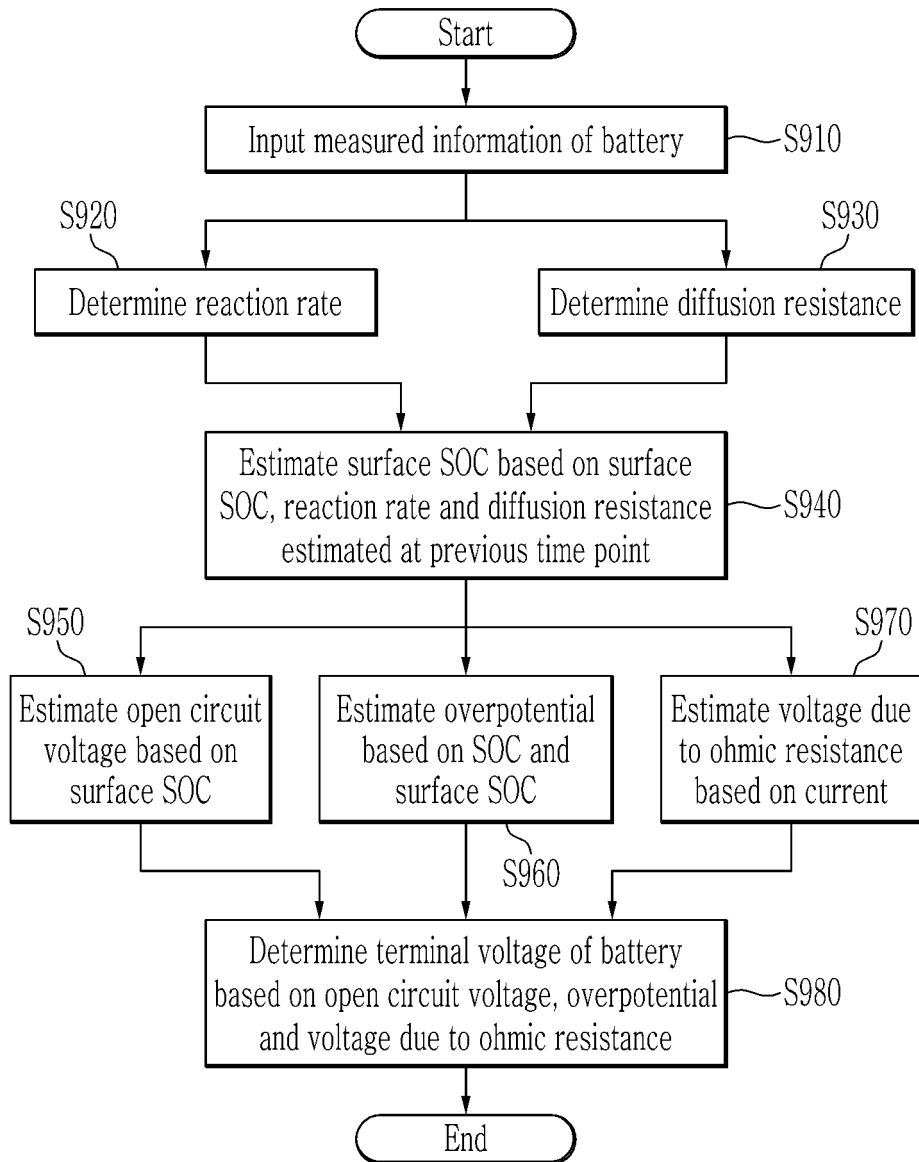 Start
Input measured information of battery
S910
S920
S930
Determine reaction rate
Determine diffusion resistance
Estimate surface SOC based on surface
SOC, reaction rate and diffusion resistance
estimated at previous time point
S940
S950
S970
Estimate open circuit
voltage based on
surface SOC
Estimate overpotential
based on SOC and
surface SOC
Estimate voltage due
to ohmic resistance
based on current
S960
Determine terminal voltage of battery
based on open circuit voltage, overpotential
and voltage due to ohmic resistance
S980
End